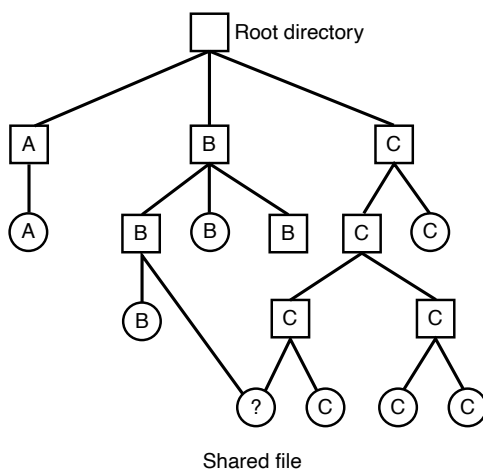 Root directory
A B C
A B B B C C
B C C
? C C C
Shared file